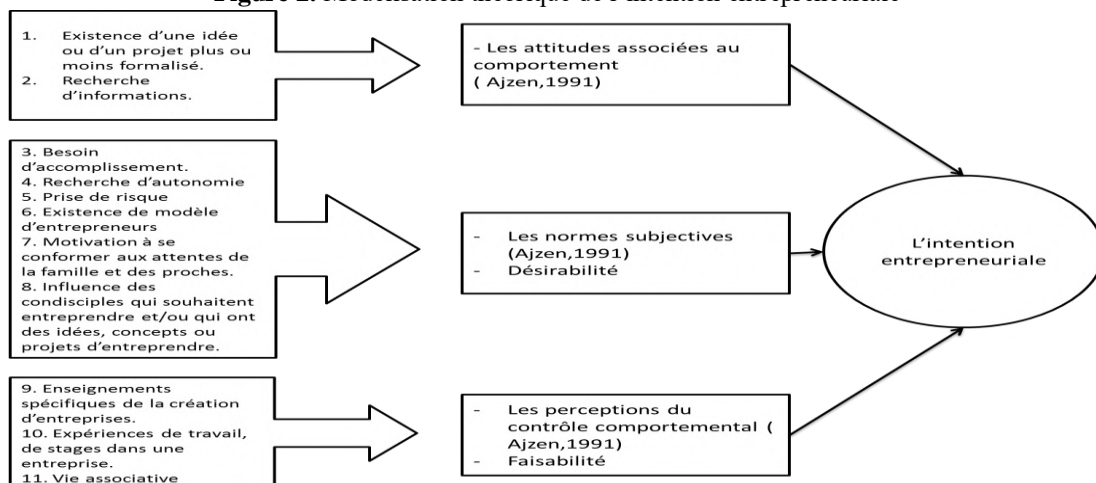 Figure 2. Modélisation théorique de l'intention entrepreneuriale
1. Existence d'une idée
ou d'un projet plus ou
moins formalisé.
2. Recherche
d'informations.
- Les attitudes associées au
comportement
( Ajzen,1991)
3. Besoin
d'accomplissement.
4. Recherche d'autonomie
5. Prise de risque
6. Existence de modèle
d'entrepreneurs
7. Motivation à se
conformer aux attentes de
la famille et des proches.
8. Influence des
condisciples qui souhaitent
entreprendre et/ou qui ont
des idées, concepts ou
projets d'entreprendre.
- Les normes subjectives
(Ajzen,1991)
- Désirabilité
L'intention
entrepreneuriale
9. Enseignements
spécifiques de la création
d'entreprises.
10. Expériences de travail,
de stages dans une
entreprise.
11. Vie associative
- Les perceptions du
contrôle comportemental (
Ajzen,1991)
- Faisabilité